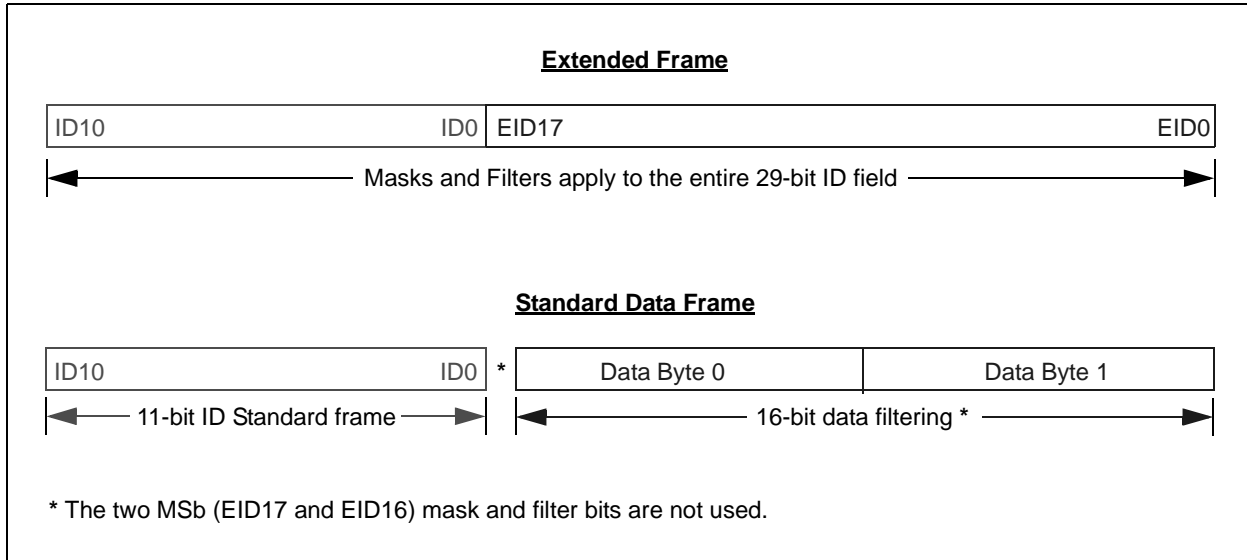 Extended Frame
ID10 ID0 EID17 EID0
Masks and Filters apply to the entire 29-bit ID field
Standard Data Frame
ID10 ID0 * Data Byte 0 Data Byte 1
11-bit ID Standard frame 16-bit data filtering *
* The two MSb (EID17 and EID16) mask and filter bits are not used.